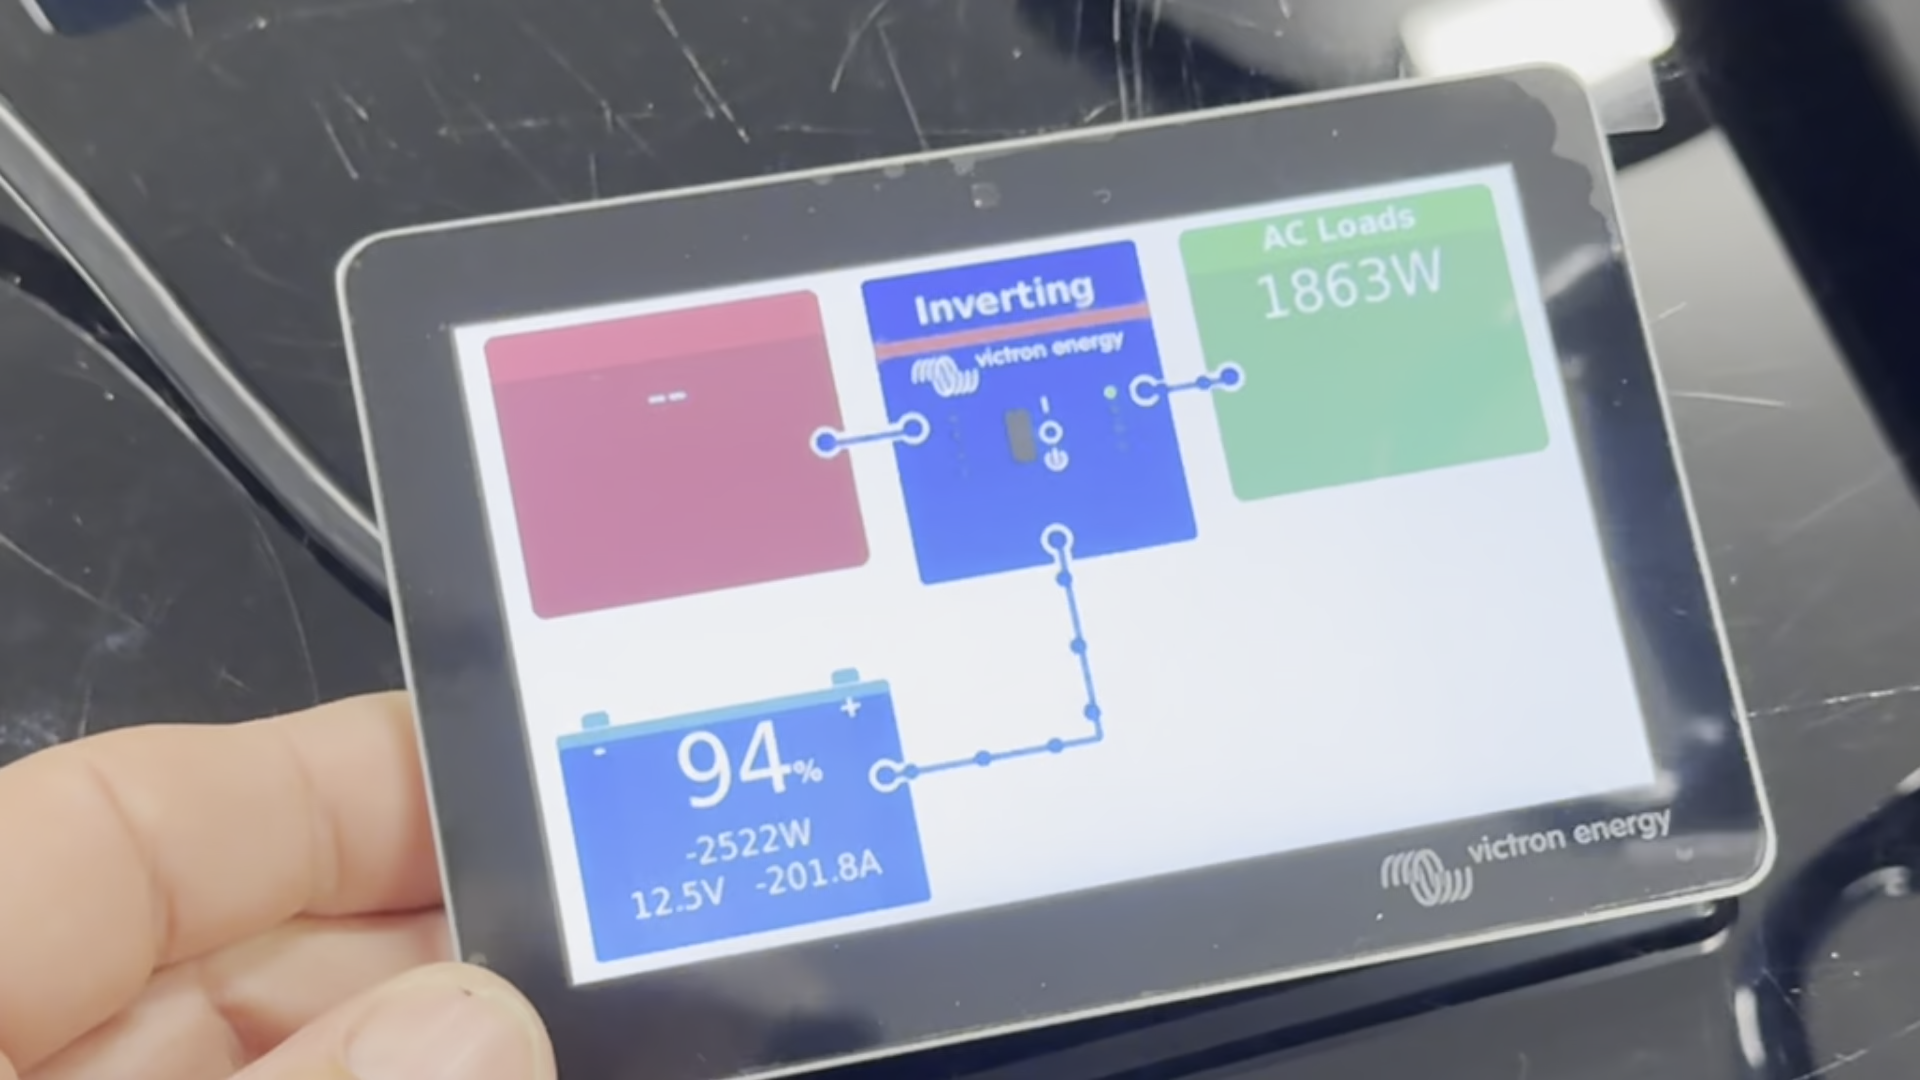 --
Inverting
victron energy
AC Loads
1863W
- +
94%
-2522W
12.5V -201.8A
victron energy